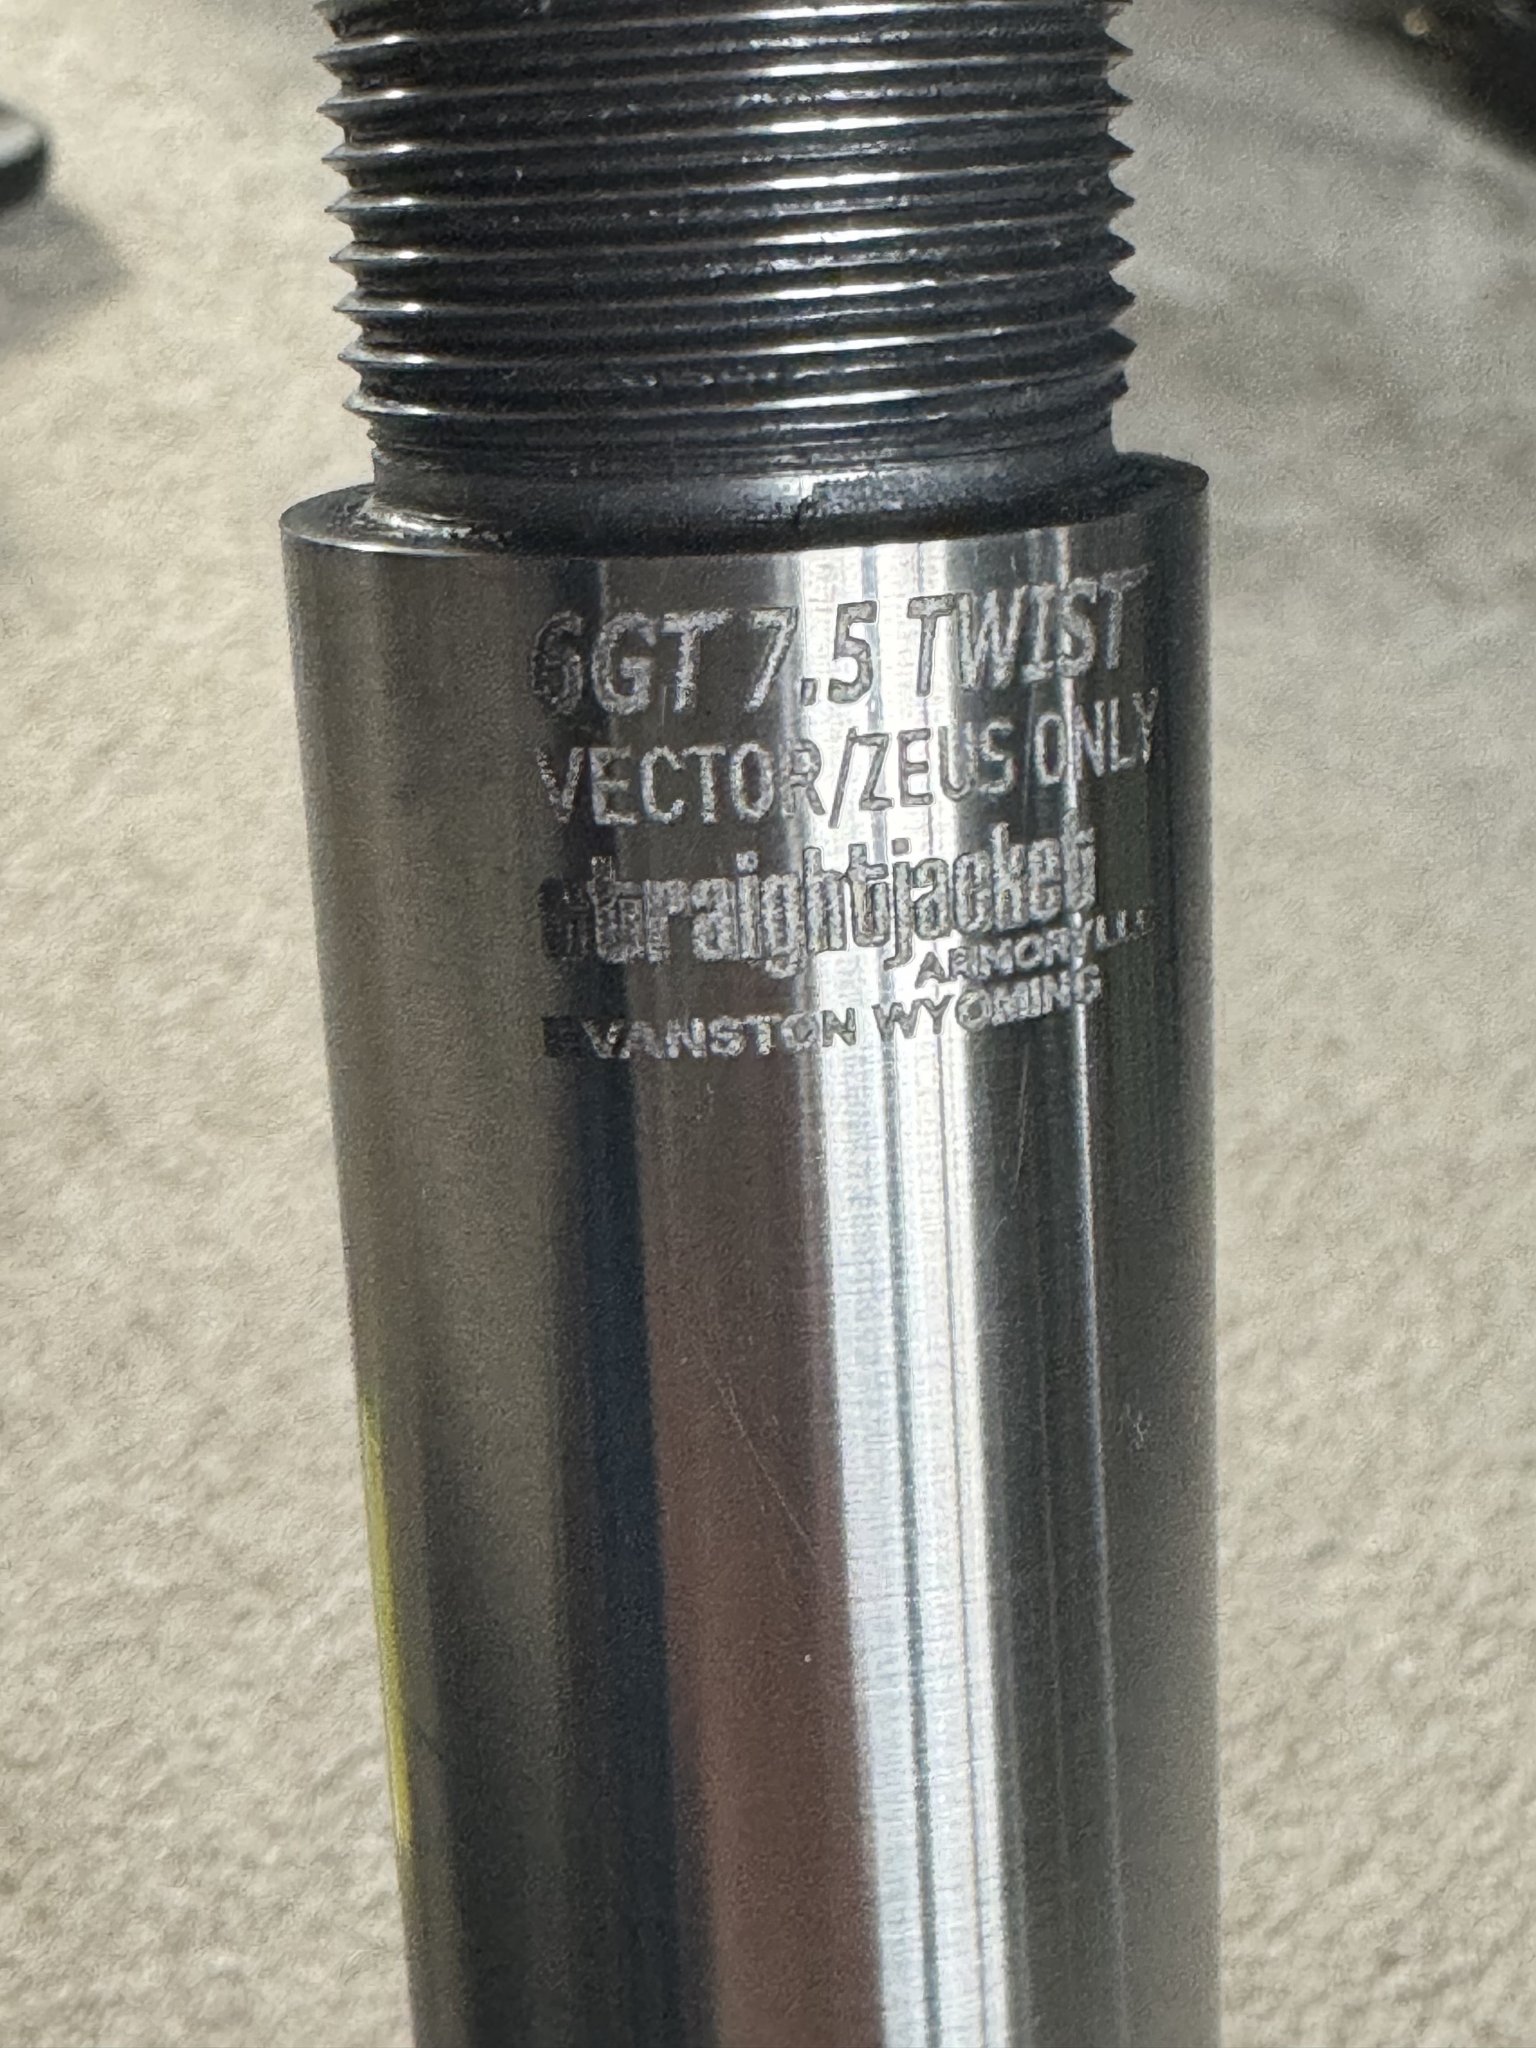 6GT 7.5 TWIST
VECTOR/ZEUS ONLY
straightjacket
ARMORY LLC
EVANSTON WYOMING